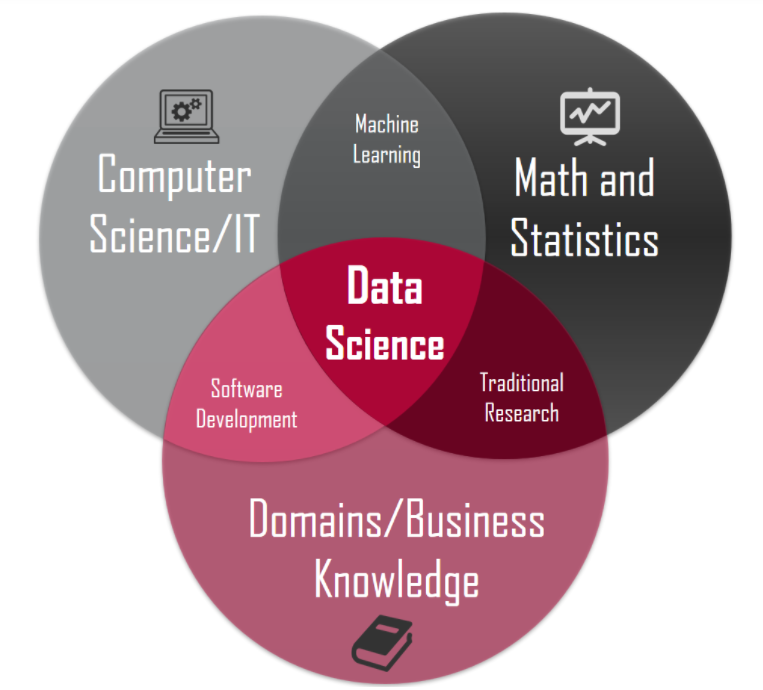 Machine
Learning
Computer
Science/IT
Math and
Statistics
Data
Science
Software
Development
Traditional
Research
Domains/Business
Knowledge